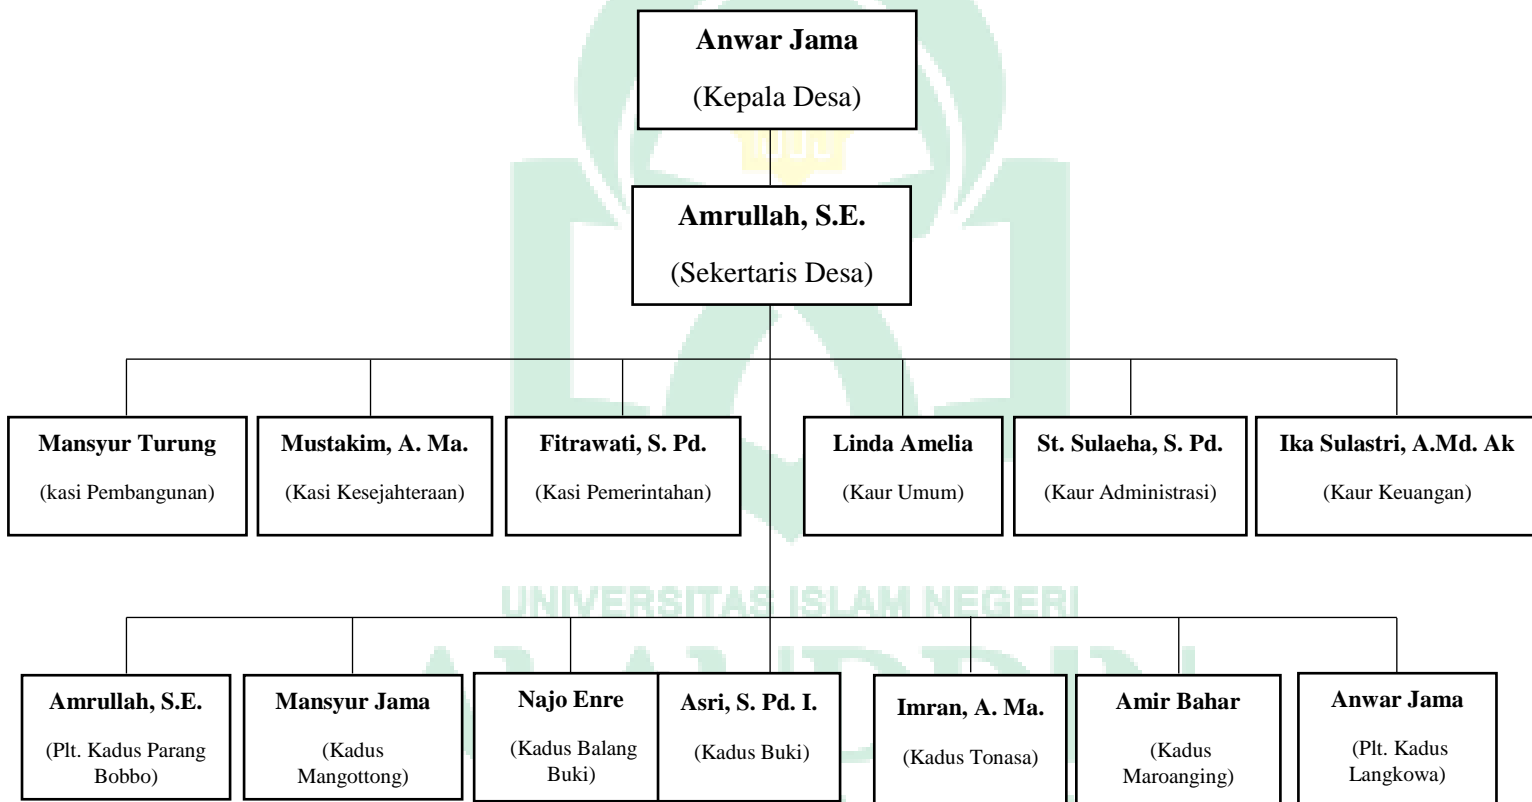 Anwar Jama
(Kepala Desa)
Amrullah, S.E.
(Sekertaris Desa)
Mansyur Turung
(kasi Pembangunan)
Mustakim, A. Ma.
(Kasi Kesejahteraan)
Fitrawati, S. Pd.
(Kasi Pemerintahan)
Linda Amelia
(Kaur Umum)
St. Sulaeha, S. Pd.
(Kaur Administrasi)
Ika Sulastri, A.Md. Ak
(Kaur Keuangan)
UNIVERSITAS ISLAM NEGERI
Amrullah, S.E.
(Plt. Kadus Parang
Bobbo)
Mansyur Jama
(Kadus
Mangottong)
Najo Enre
(Kadus Balang
Buki)
Asri, S. Pd. I.
(Kadus Buki)
Imran, A. Ma.
(Kadus Tonasa)
Amir Bahar
(Kadus
Maroanging)
Anwar Jama
(Plt. Kadus
Langkowa)